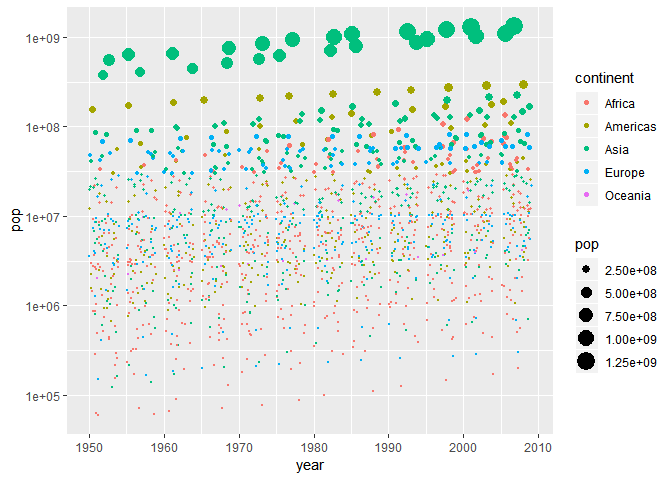 1e+09
1e+08
1e+07
1e+06
1e+05
pop
1950
1960
1970
1980
1990
2000
2010
year
continent
Africa
Americas
Asia
Europe
Oceania
pop
2.50e+08
5.00e+08
7.50e+08
1.00e+09
1.25e+09